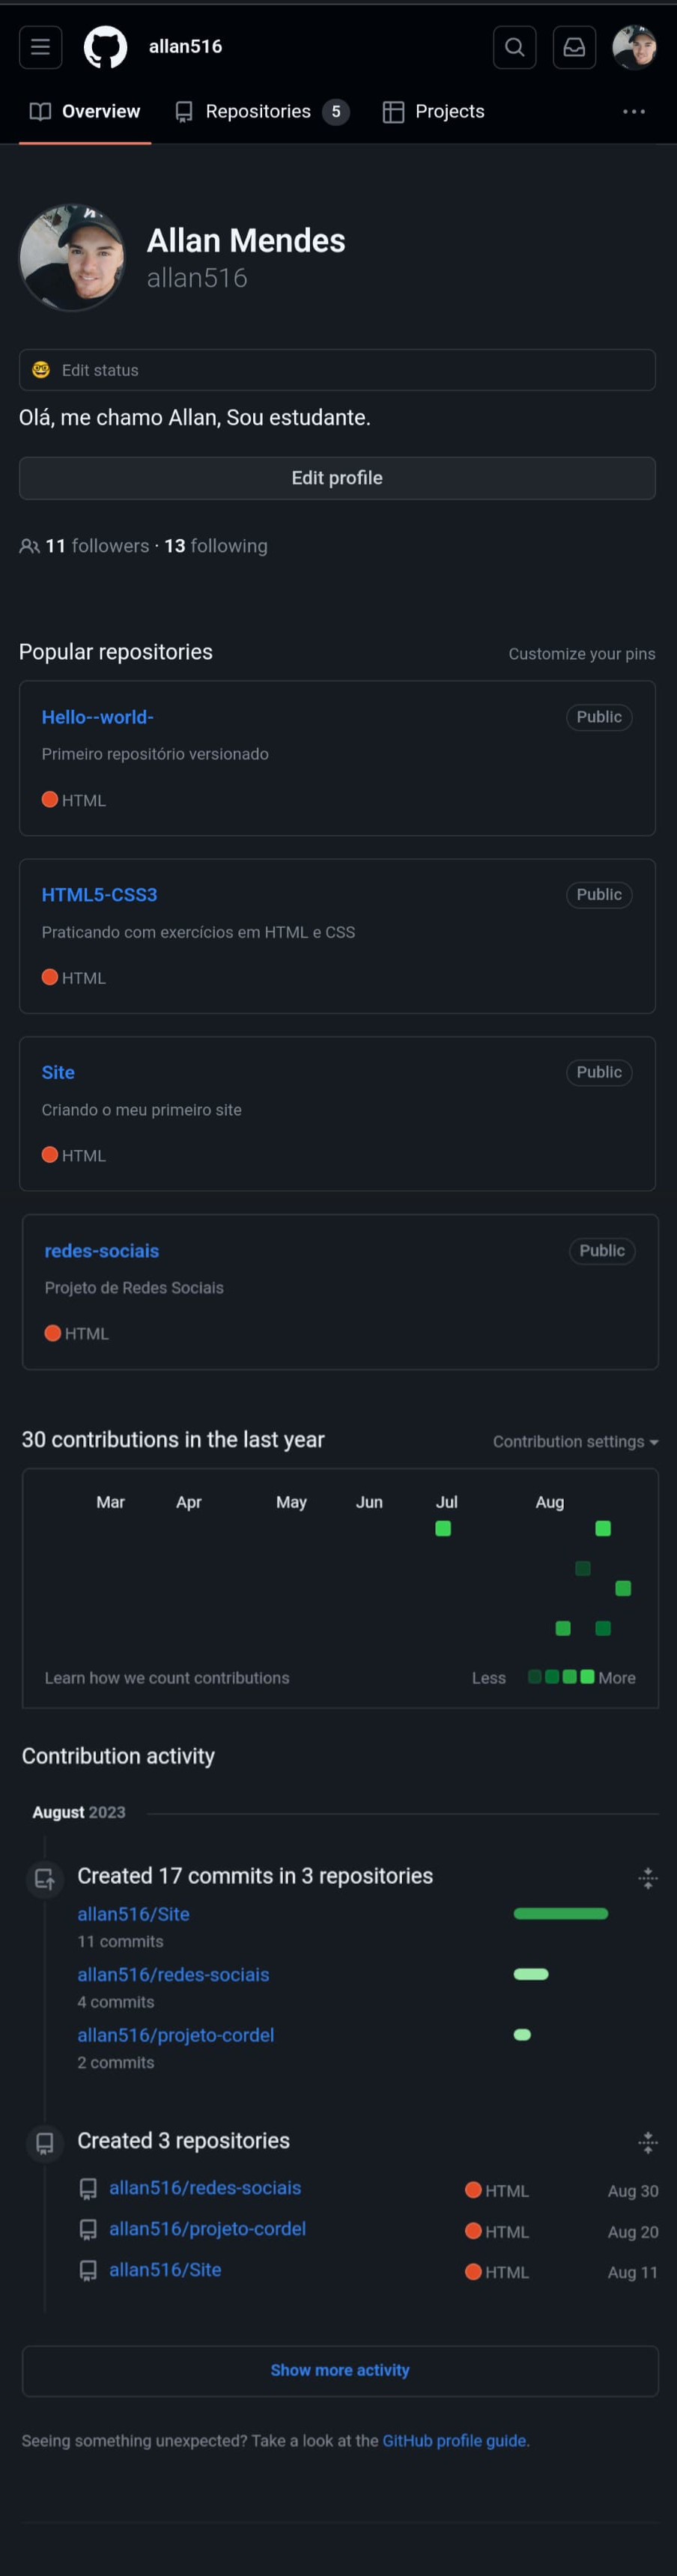 allan516
Overview
Repositories 5
Projects
Allan Mendes
allan516
Edit status
Olá, me chamo Allan, Sou estudante.
Edit profile
11 followers · 13 following
Popular repositories
Customize your pins
Hello--world-
Public
Primeiro repositório versionado
HTML
HTML5-CSS3
Public
Praticando com exercícios em HTML e CSS
HTML
Site
Public
Criando o meu primeiro site
HTML
redes-sociais
Public
Projeto de Redes Sociais
HTML
30 contributions in the last year
Contribution settings
Mar Apr May Jun Jul Aug
Learn how we count contributions
Less More
Contribution activity
August 2023
Created 17 commits in 3 repositories
allan516/Site
11 commits
allan516/redes-sociais
4 commits
allan516/projeto-cordel
2 commits
Created 3 repositories
allan516/redes-sociais HTML Aug 30
allan516/projeto-cordel HTML Aug 20
allan516/Site HTML Aug 11
Show more activity
Seeing something unexpected? Take a look at the GitHub profile guide.